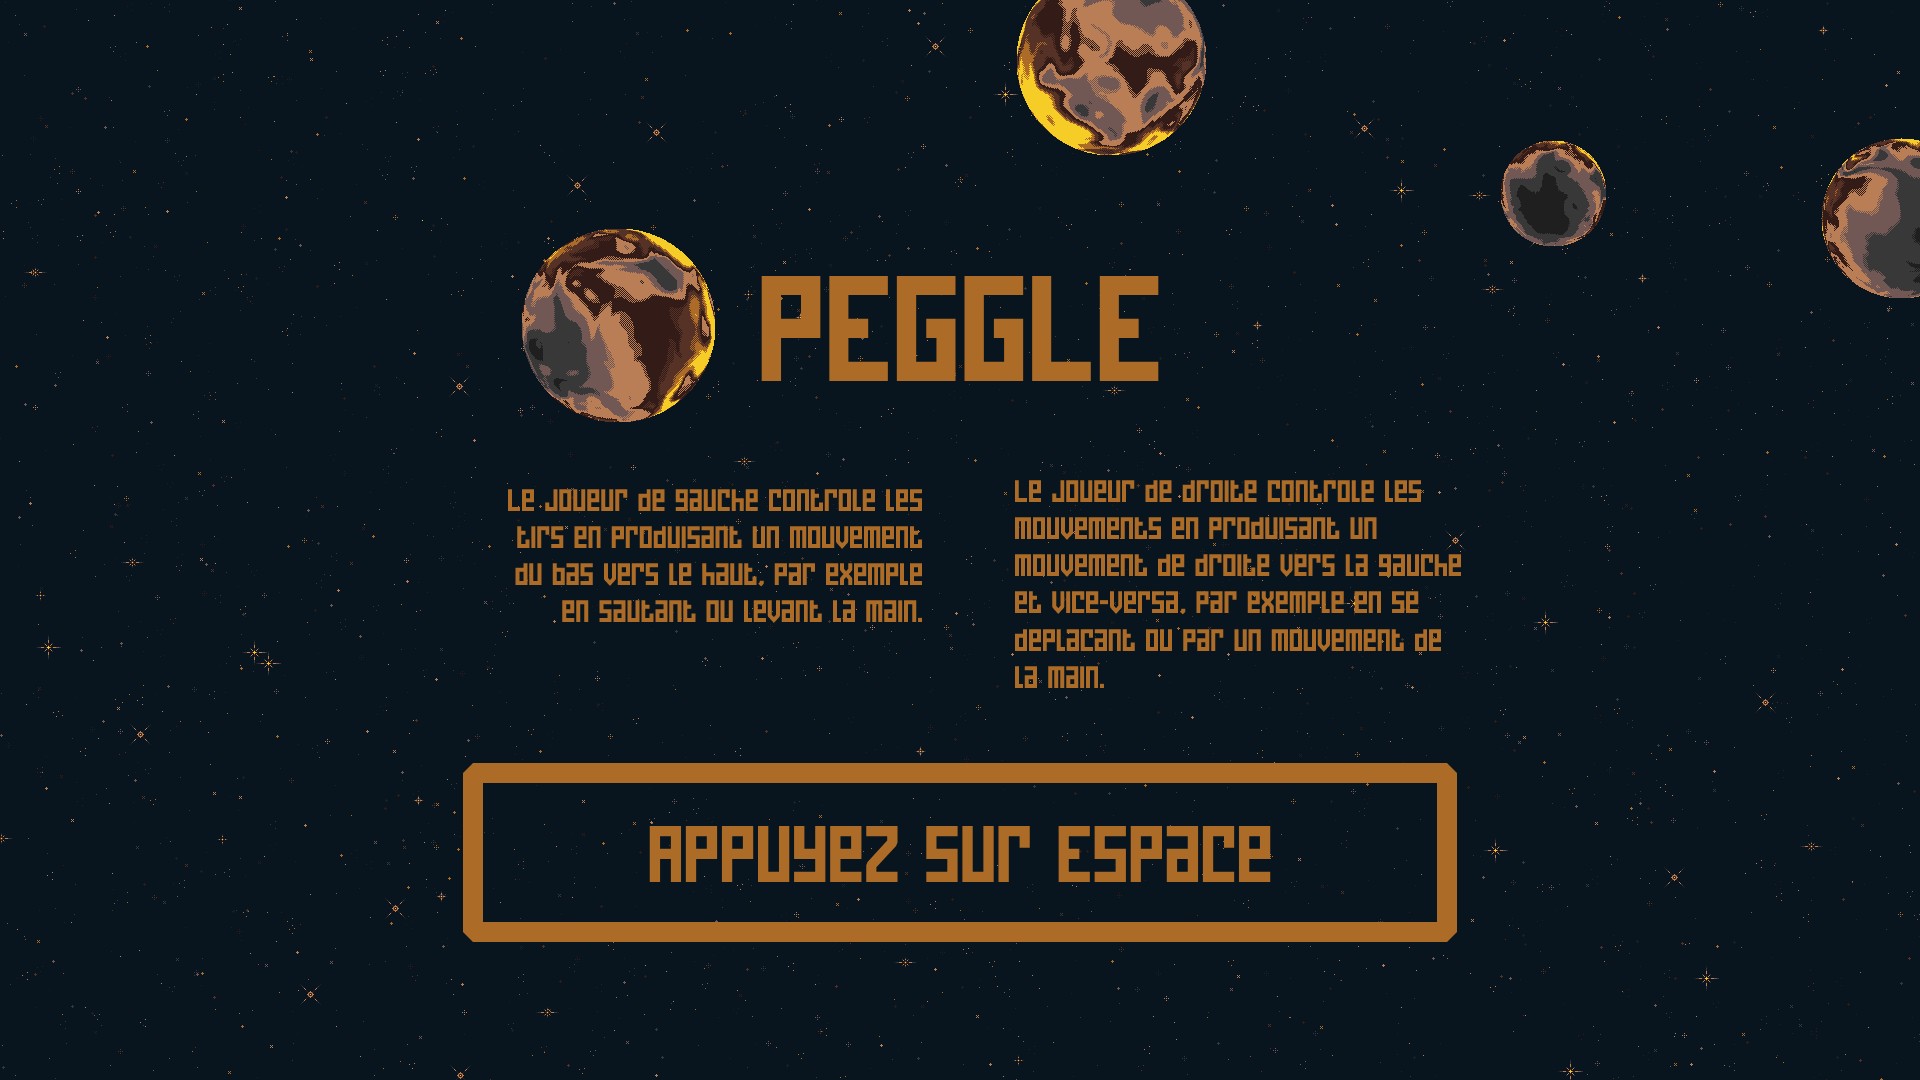 PEGGLE
Le joueur de gauche controle les
tirs en produisant un mouvement
du bas vers le haut, par exemple
en sautant ou levant la main.
Le joueur de droite controle les
mouvements en produisant un
mouvement de droite vers la gauche
et vice-versa, par exemple en se
deplacant ou par un mouvement de
la main.
Appuyez sur Espace